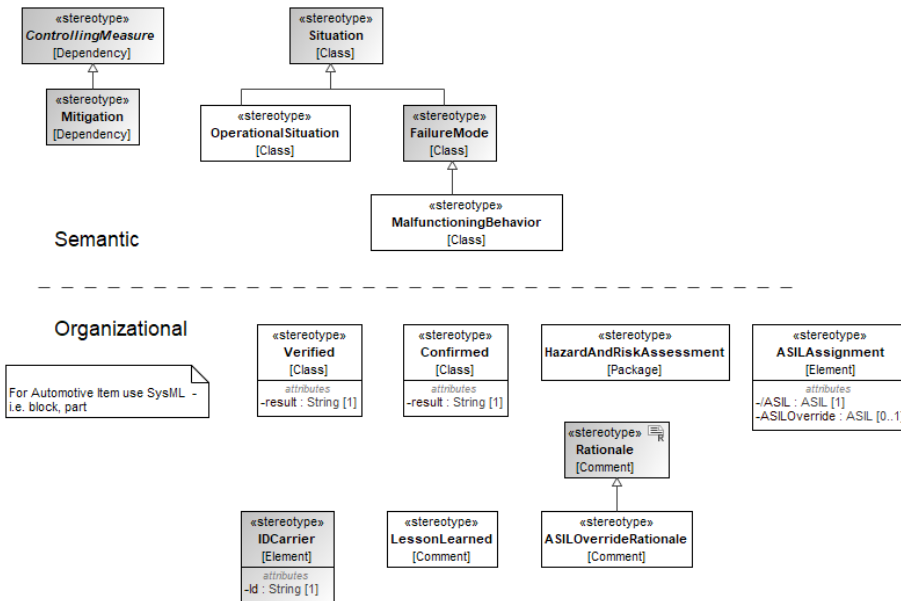 «stereotype»
ControllingMeasure
[Dependency]
«stereotype»
Situation
[Class]
«stereotype»
Mitigation
[Dependency]
«stereotype»
OperationalSituation
[Class]
«stereotype»
FailureMode
[Class]
«stereotype»
MalfunctioningBehavior
[Class]
Semantic
Organizational
For Automotive Item use SysML -
i.e. block, part
«stereotype»
Verified
[Class]
attributes
-result : String [1]
«stereotype»
Confirmed
[Class]
attributes
-result : String [1]
«stereotype»
HazardAndRiskAssessment
[Package]
«stereotype»
ASILAssignment
[Element]
attributes
-/ASIL : ASIL [1]
-ASILOverride : ASIL [0..1]
«stereotype»
R
Rationale
[Comment]
«stereotype»
IDCarrier
[Element]
attributes
-Id : String [1]
«stereotype»
LessonLearned
[Comment]
«stereotype»
ASILOverrideRationale
[Comment]